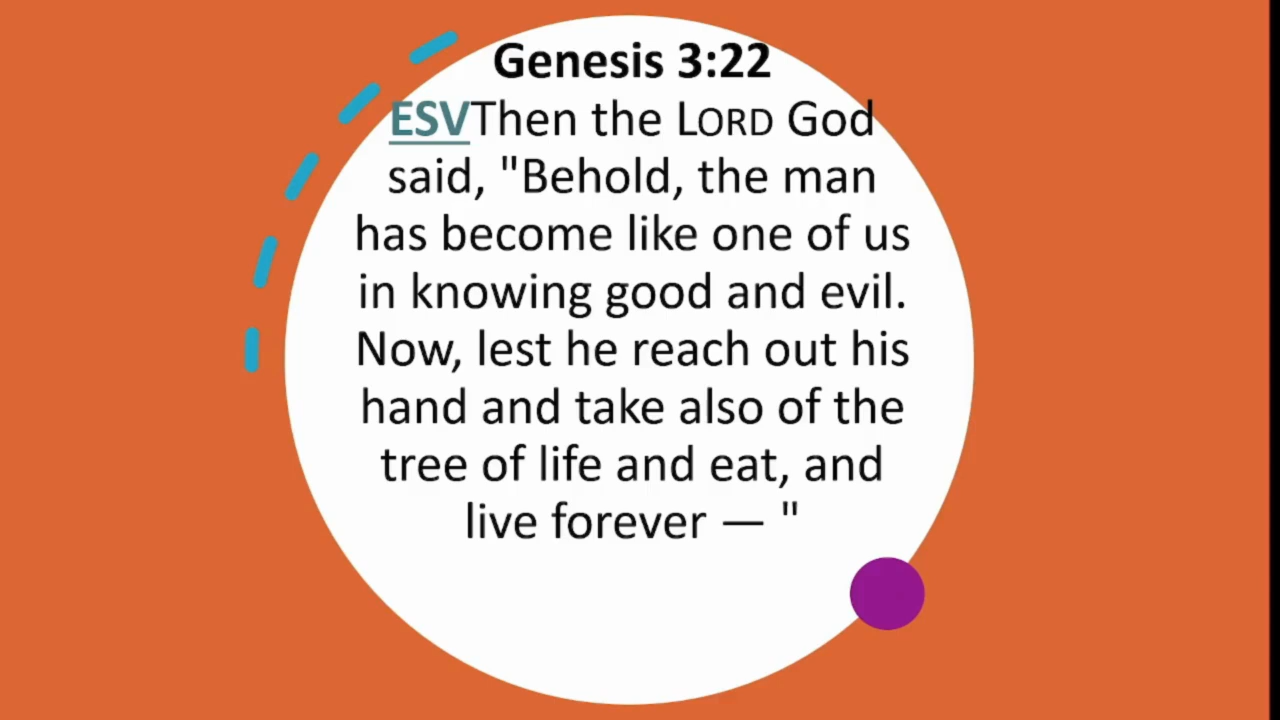 Genesis 3:22
ESVThen the LORD God
said, "Behold, the man
has become like one of us
in knowing good and evil.
Now, lest he reach out his
hand and take also of the
tree of life and eat, and
live forever — "